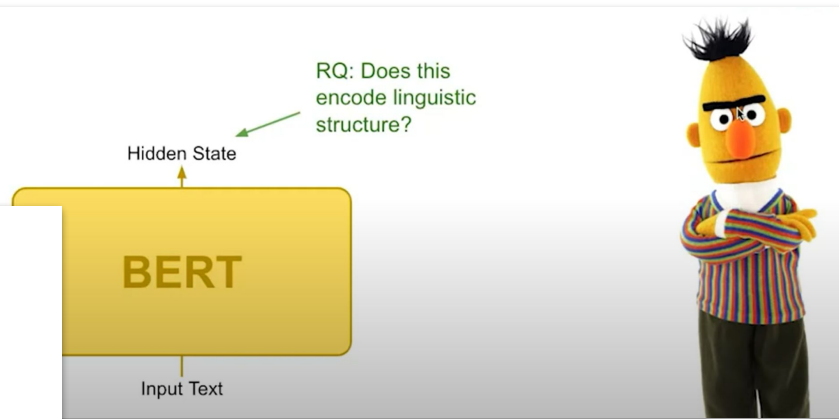 RQ: Does this
encode linguistic
structure?
Hidden State
BERT
Input Text